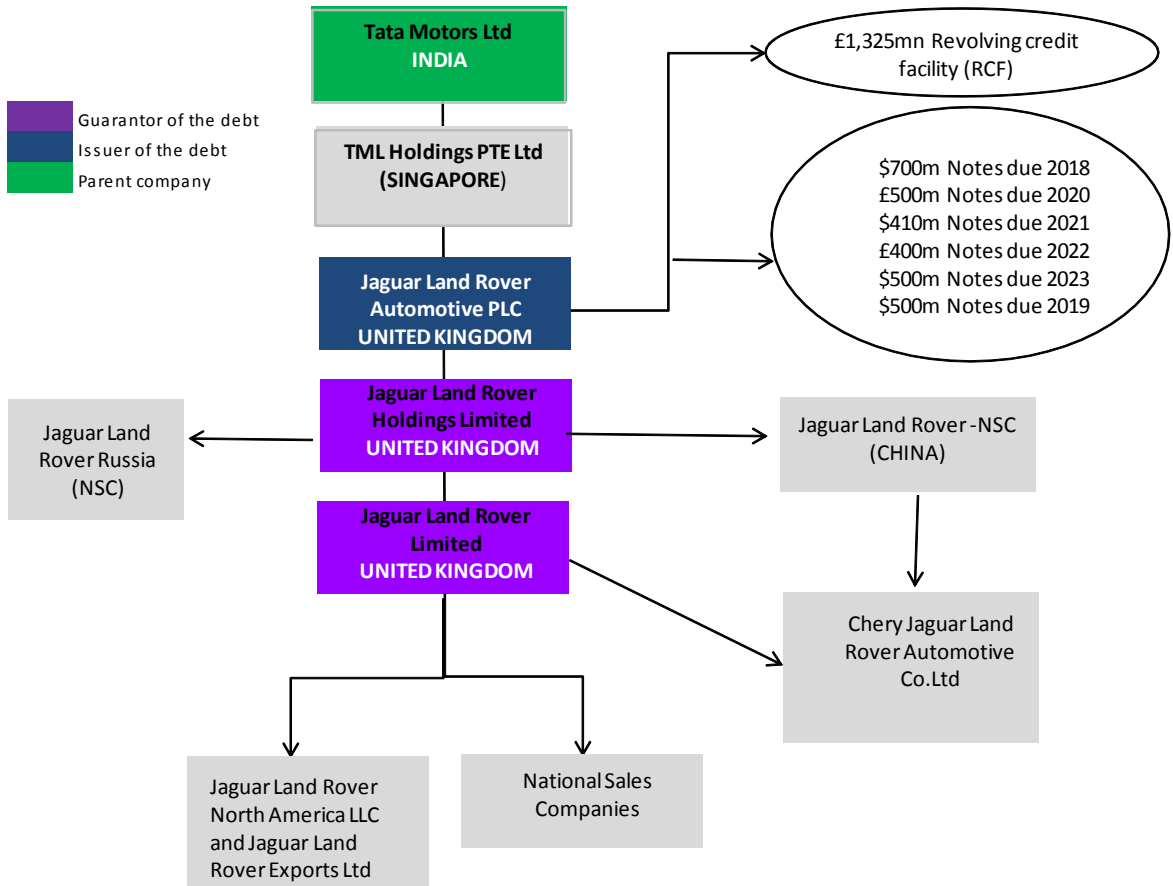 Tata Motors Ltd
INDIA
£1,325mn Revolving credit
facility (RCF)
Guarantor of the debt
Issuer of the debt
Parent company
TML Holdings PTE Ltd
(SINGAPORE)
$700m Notes due 2018
£500m Notes due 2020
$410m Notes due 2021
£400m Notes due 2022
$500m Notes due 2023
$500m Notes due 2019
Jaguar Land Rover
Automotive PLC
UNITED KINGDOM
Jaguar Land Rover
Holdings Limited
UNITED KINGDOM
Jaguar Land
Rover Russia
(NSC)
Jaguar Land Rover -NSC
(CHINA)
Jaguar Land Rover
Limited
UNITED KINGDOM
Chery Jaguar Land
Rover Automotive
Co.Ltd
Jaguar Land Rover
North America LLC
and Jaguar Land
Rover Exports Ltd
National Sales
Companies